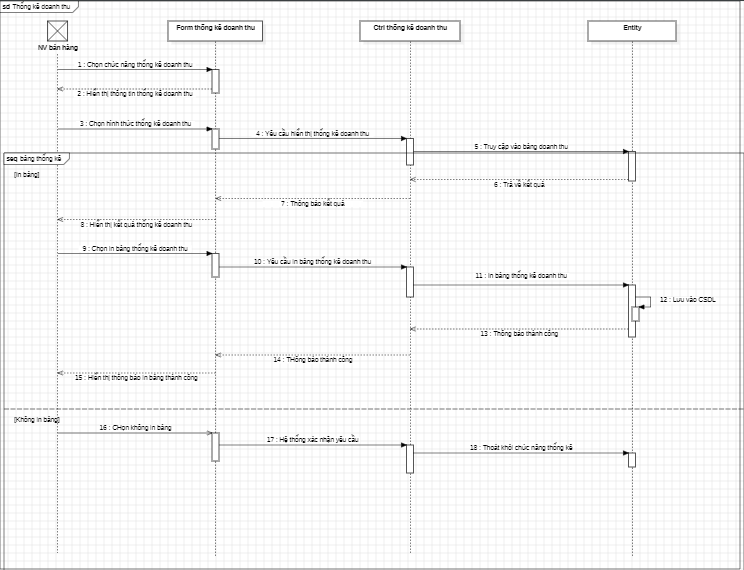 sd Thống kê doanh thu
Form thống kê doanh thu
Ctrl thống kê doanh thu
Entity
NV bán hàng
1 : Chọn chức năng thống kê doanh thu
2 : Hiển thị thông tin thống kê doanh thu
3 : Chọn hình thức thống kê doanh thu
4 : Yêu cầu hiển thị thống kê doanh thu
5 : Truy cập vào bảng doanh thu
seq bảng thống kê
[In bảng]
6 : Trả về kết quả
7 : Thông báo kết quả
8 : Hiển thị kết quả thống kê doanh thu
9 : Chọn in bảng thống kê doanh thu
10 : Yêu cầu in bảng thống kê doanh thu
11 : In bảng thống kê doanh thu
12 : Lưu vào CSDL
13 : Thông báo thành công
14 : THông báo thành công
15 : Hiển thị thông báo in bảng thành công
[Không in bảng]
16 : CHọn không in bảng
17 : Hệ thống xác nhận yêu cầu
18 : Thoát khỏi chức năng thống kê